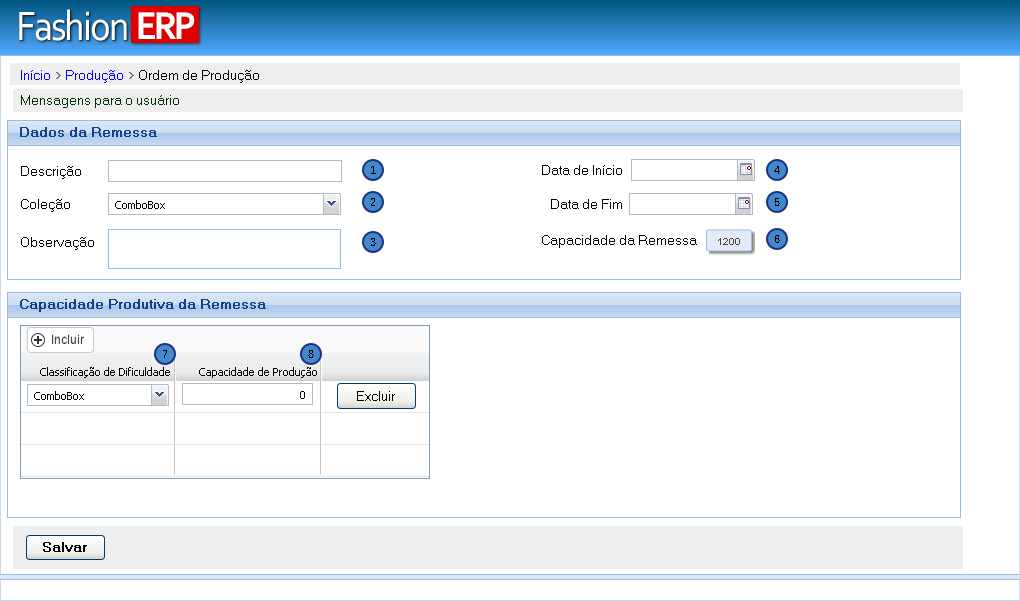 Fashion ERP
Início > Produção > Ordem de Produção
Mensagens para o usuário
Dados da Remessa
Descrição 1 Data de Início 4
Coleção ComboBox 2 Data de Fim 5
Observação 3 Capacidade da Remessa 1200 6
Capacidade Produtiva da Remessa
Incluir
7 8
Classificação de Dificuldade Capacidade de Produção
ComboBox 0 Excluir
Salvar